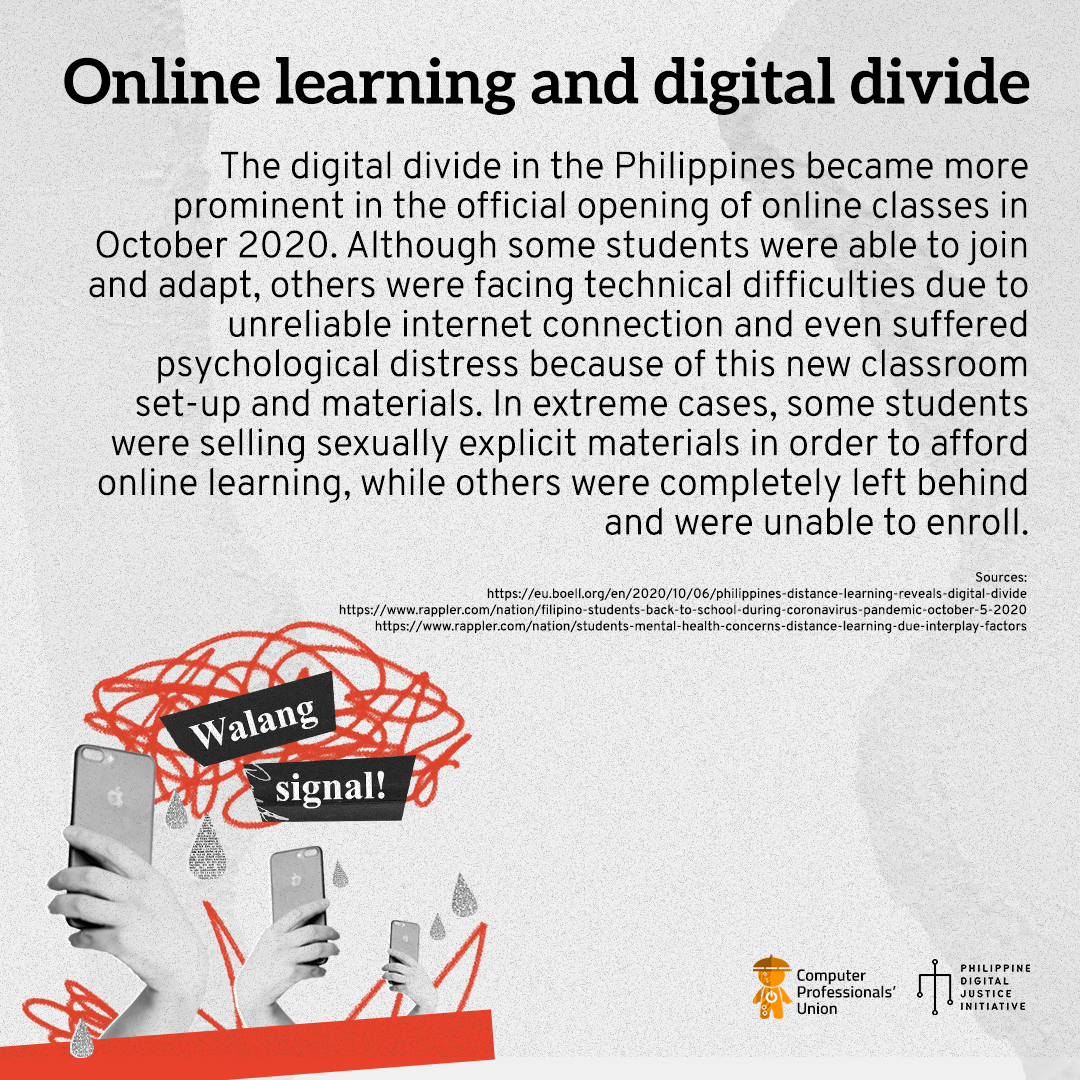 Online learning and digital divide
The digital divide in the Philippines became more
prominent in the official opening of online classes in
October 2020. Although some students were able to join
and adapt, others were facing technical difficulties due to
unreliable internet connection and even suffered
psychological distress because of this new classroom
set-up and materials. In extreme cases, some students
were selling sexually explicit materials in order to afford
online learning, while others were completely left behind
and were unable to enroll.
Sources:
https://eu.boell.org/en/2020/10/06/philippines-distance-learning-reveals-digital-divide
https://www.rappler.com/nation/filipino-students-back-to-school-during-coronavirus-pandemic-october-5-2020
https://www.rappler.com/nation/students-mental-health-concerns-distance-learning-due-interplay-factors
Walang
signal!
Computer
Professionals'
Union
PHILIPPINE
DIGITAL
JUSTICE
INITIATIVE